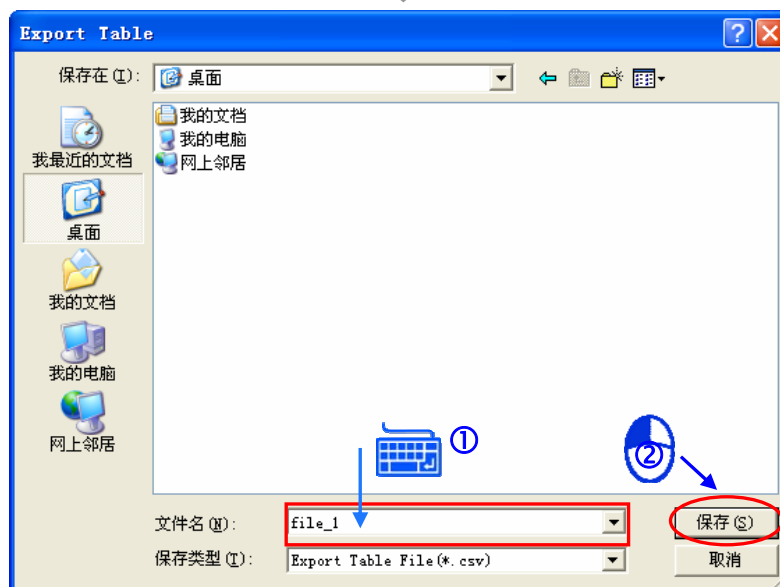 Export Table
保存在(I):
桌面
我的文档
我的电脑
网上邻居
我最近的文档
桌面
我的文档
我的电脑
网上邻居
①
②
文件名(N):
file_1
保存(S)
保存类型(T):
Export Table File(*.csv)
取消